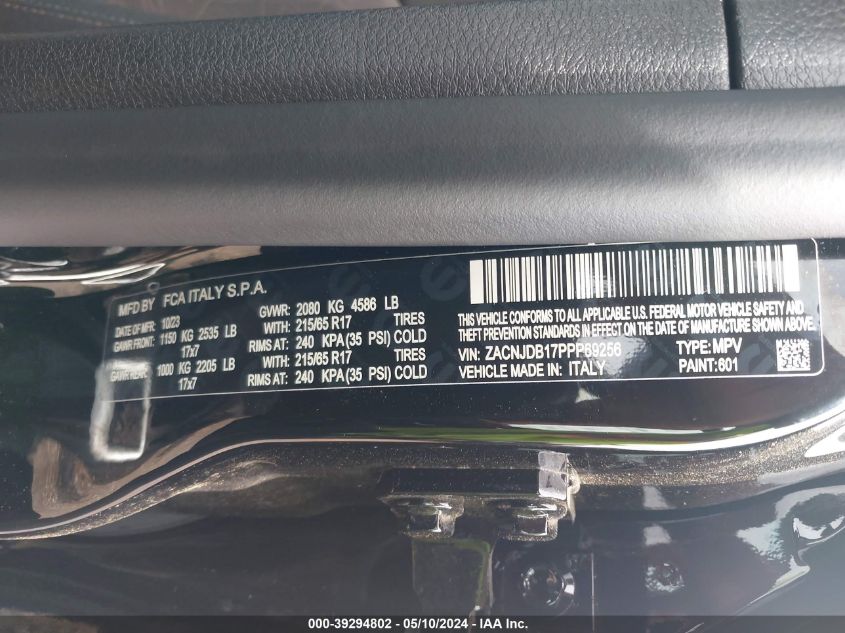 MFD BY FCA ITALY S.P.A.
DATE OF MFR 10/23 GVWR: 2080 KG 4586 LB
GAWR FRONT: 1150 KG 2535 LB WITH 215/65 R17 TIRES
17x7 RIMS AT: 240 KPA(35 PSI) COLD
GAWR REAR: 1000 KG 2205 LB WITH 215/65 R17 TIRES
17x7 RIMS AT: 240 KPA(35 PSI) COLD
THIS VEHICLE CONFORMS TO ALL APPLICABLE U.S. FEDERAL MOTOR VEHICLE SAFETY AND
THEFT PREVENTION STANDARDS IN EFFECT ON THE DATE OF MANUFACTURE SHOWN ABOVE.
VIN: ZACNJDB17PPP69256 TYPE: MPV
VEHICLE MADE IN: ITALY PAINT: 601
000-39294802 - 05/10/2024 - IAA Inc.